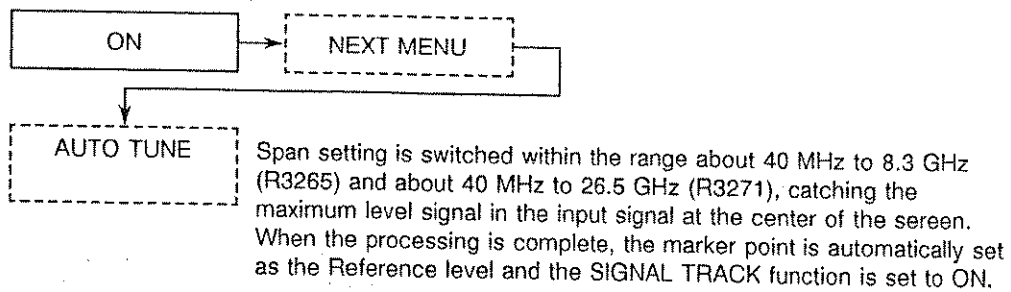 ON
NEXT MENU
AUTO TUNE
Span setting is switched within the range about 40 MHz to 8.3 GHz
(R3265) and about 40 MHz to 26.5 GHz (R3271), catching the
maximum level signal in the input signal at the center of the sereen.
When the processing is complete, the marker point is automatically set
as the Reference level and the SIGNAL TRACK function is set to ON.